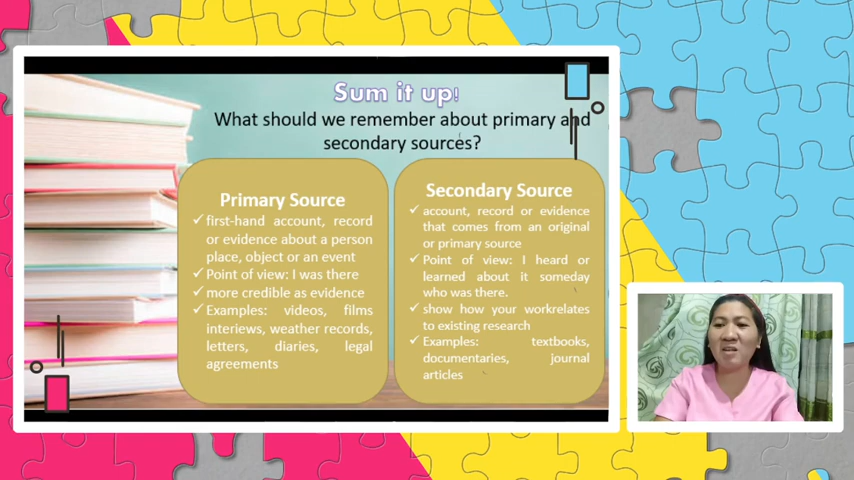 Sum it up!
What should we remember about primary and
secondary sources?
Primary Source
✓ first-hand account, record
or evidence about a person
place, object or an event
✓ Point of view: I was there
✓ more credible as evidence
✓ Examples: videos, films
interiews, weather records,
letters, diaries, legal
agreements
Secondary Source
✓ account, record or evidence
that comes from an original
or primary source
✓ Point of view: I heard or
learned about it someday
who was there.
✓ show how your workrelates
to existing research
✓ Examples: textbooks,
documentaries, journal
articles